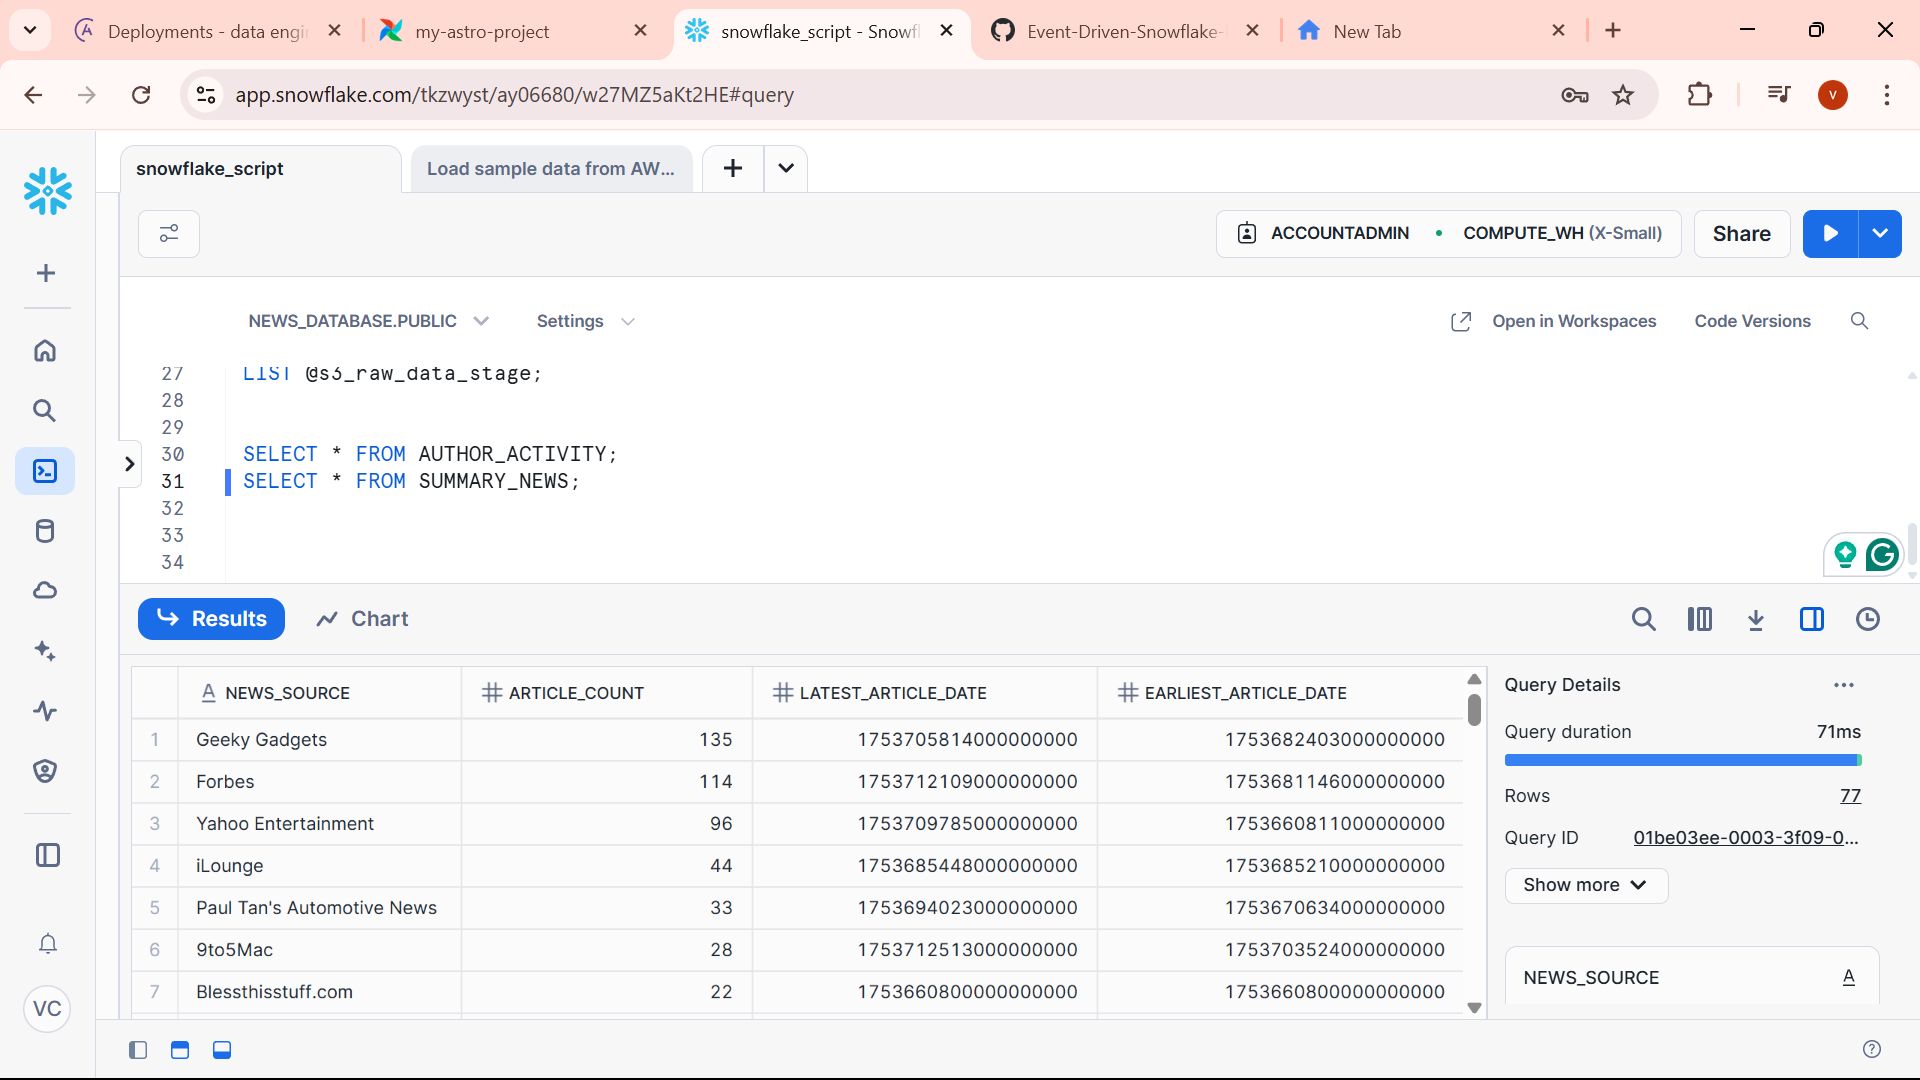 Deployments - data engi
my-astro-project
snowflake_script - Snowfl
Event-Driven-Snowflake-
New Tab
app.snowflake.com/tkzwyst/ay06680/w27MZ5aKt2HE#query
V
snowflake_script
Load sample data from AW...
ACCOUNTADMIN • COMPUTE_WH (X-Small)
Share
NEWS_DATABASE.PUBLIC
Settings
Open in Workspaces
Code Versions
27 LIST @s3_raw_data_stage;
28
29
30 SELECT * FROM AUTHOR_ACTIVITY;
31 SELECT * FROM SUMMARY_NEWS;
32
33
34
Results
Chart
A NEWS_SOURCE # ARTICLE_COUNT # LATEST_ARTICLE_DATE # EARLIEST_ARTICLE_DATE
1 Geeky Gadgets 135 1753705814000000000 1753682403000000000
2 Forbes 114 1753712109000000000 1753681146000000000
3 Yahoo Entertainment 96 1753709785000000000 1753660811000000000
4 iLounge 44 1753685448000000000 1753685210000000000
5 Paul Tan's Automotive News 33 1753694023000000000 1753670634000000000
6 9to5Mac 28 1753712513000000000 1753703524000000000
7 Blessthisstuff.com 22 1753660800000000000 1753660800000000000
Query Details
Query duration 71ms
Rows 77
Query ID 01be03ee-0003-3f09-0...
Show more
NEWS_SOURCE A
VC